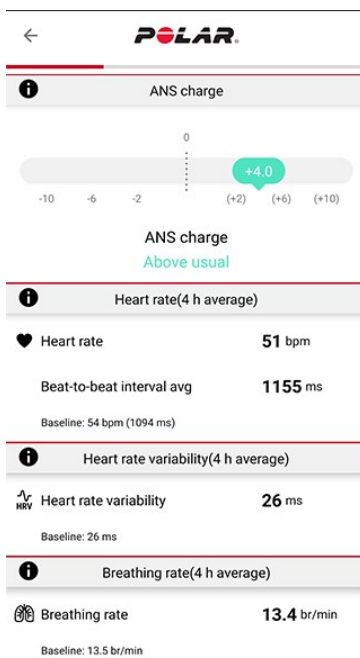 POLAR.
ANS charge
0
+4.0
-10 -6 -2 (+2) (+6) (+10)
ANS charge
Above usual
Heart rate(4 h average)
Heart rate 51 bpm
Beat-to-beat interval avg 1155 ms
Baseline: 54 bpm (1094 ms)
Heart rate variability(4 h average)
HRV Heart rate variability 26 ms
Baseline: 26 ms
Breathing rate(4 h average)
Breathing rate 13.4 br/min
Baseline: 13.5 br/min